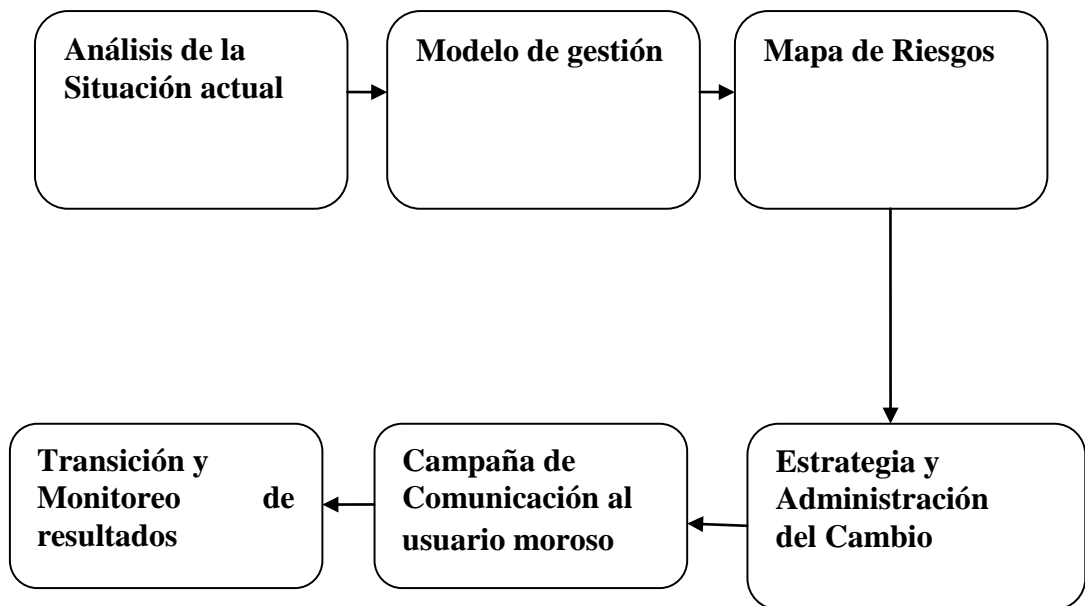 Análisis de la
Situación actual
Modelo de gestión
Mapa de Riesgos
Estrategia y
Administración
del Cambio
Campaña de
Comunicación al
usuario moroso
Transición y
Monitoreo de
resultados